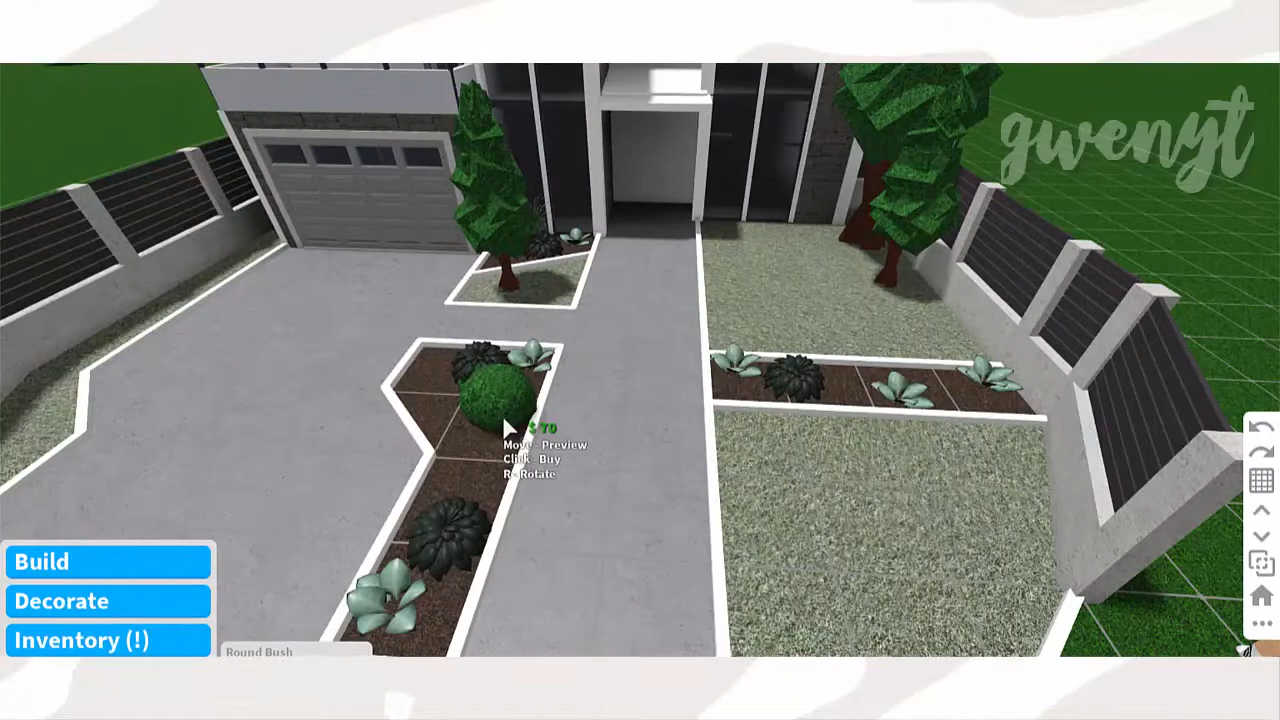 gwenyt
$ 70
Move - Preview
Click - Buy
R - Rotate
Build
Decorate
Inventory (!)
Round Bush